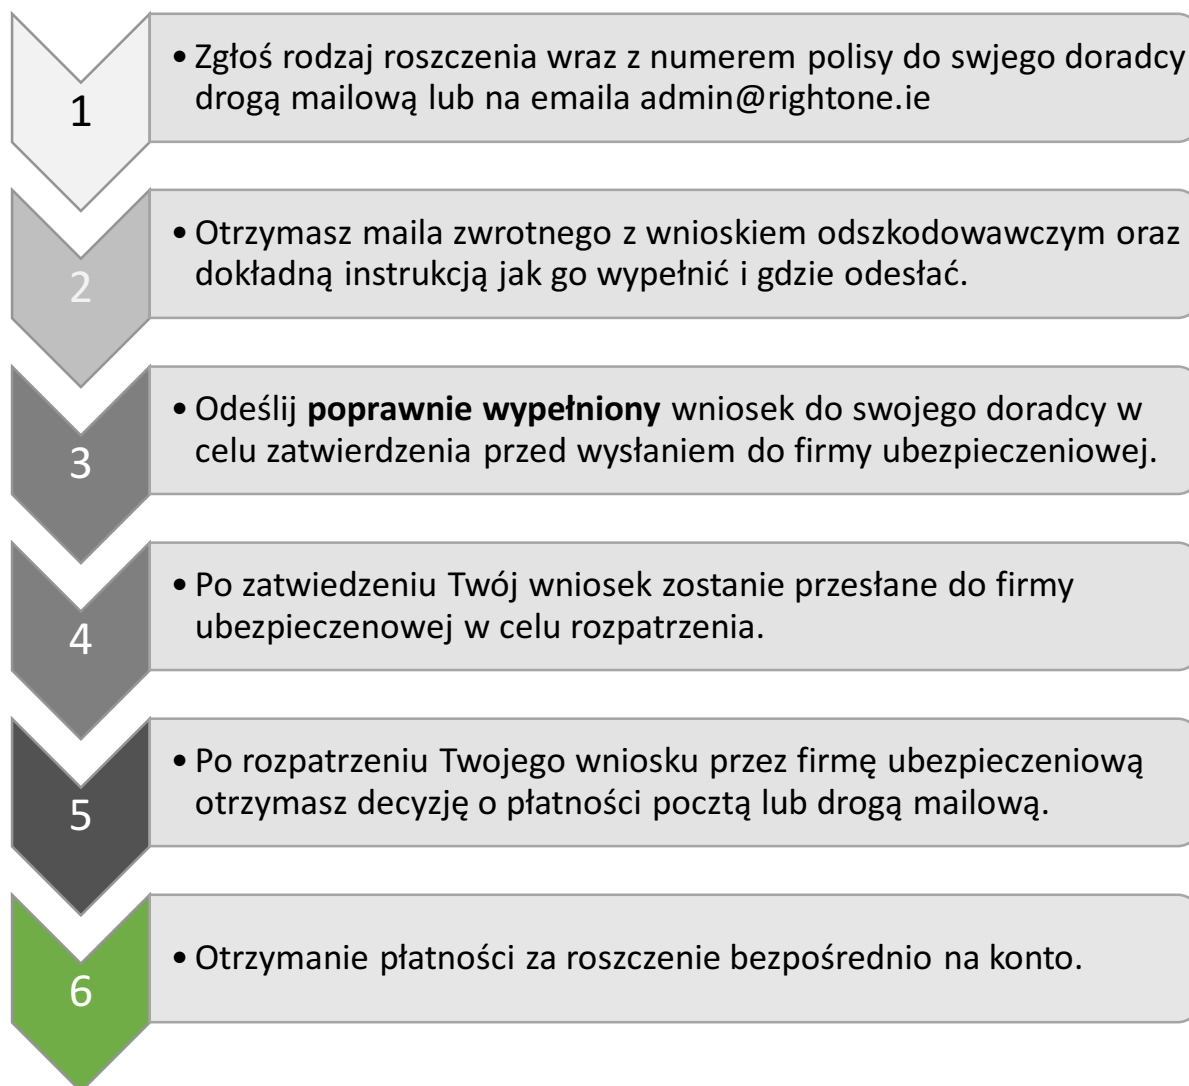 1
• Zgłoś rodzaj roszczenia wraz z numerem polisy do swjego doradcy
drogą mailową lub na emaila admin@rightone.ie
2
• Otrzymasz maila zwrotnego z wnioskiem odszkodowawczym oraz
dokładną instrukcją jak go wypełnić i gdzie odesłać.
3
• Odeślij poprawnie wypełniony wniosek do swojego doradcy w
celu zatwierdzenia przed wysłaniem do firmy ubezpieczeniowej.
4
• Po zatwiedzeniu Twój wniosek zostanie przesłane do firmy
ubezpieczenowej w celu rozpatrzenia.
5
• Po rozpatrzeniu Twojego wniosku przez firmę ubezpieczeniową
otrzymasz decyzję o płatności pocztą lub drogą mailową.
6
• Otrzymanie płatności za roszczenie bezpośrednio na konto.